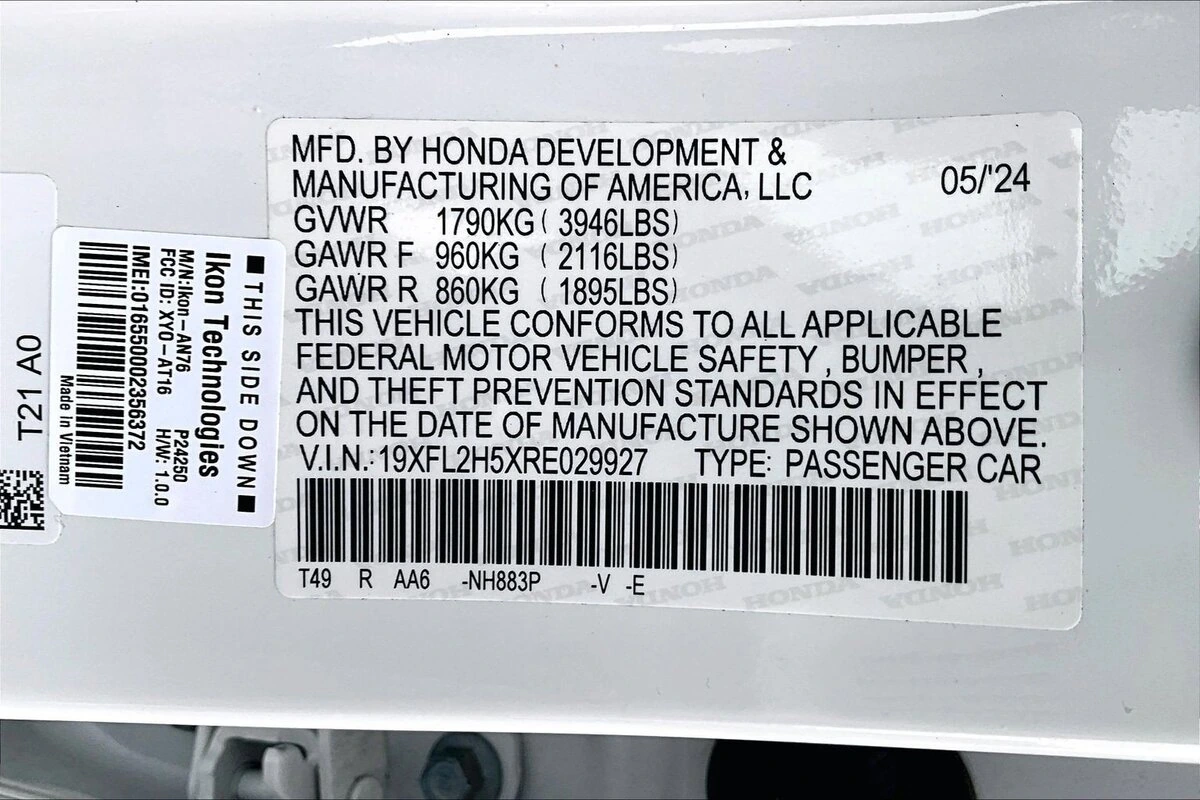 MFD. BY HONDA DEVELOPMENT &
MANUFACTURING OF AMERICA, LLC 05/'24
GVWR 1790KG ( 3946LBS)
GAWR F 960KG ( 2116LBS)
GAWR R 860KG ( 1895LBS)
THIS VEHICLE CONFORMS TO ALL APPLICABLE
FEDERAL MOTOR VEHICLE SAFETY , BUMPER ,
AND THEFT PREVENTION STANDARDS IN EFFECT
ON THE DATE OF MANUFACTURE SHOWN ABOVE.
V.I.N.: 19XFL2H5XRE029927 TYPE: PASSENGER CAR
T49 R AA6 -NH883P -V -E
■ THIS SIDE DOWN ■
Ikon Technologies
M/N:Ikon-AN776 P24250
FCC ID: XY0-AT16 H/W: 1.0.0
IMEI:016550002356372
Made in Vietnam
T21 A0